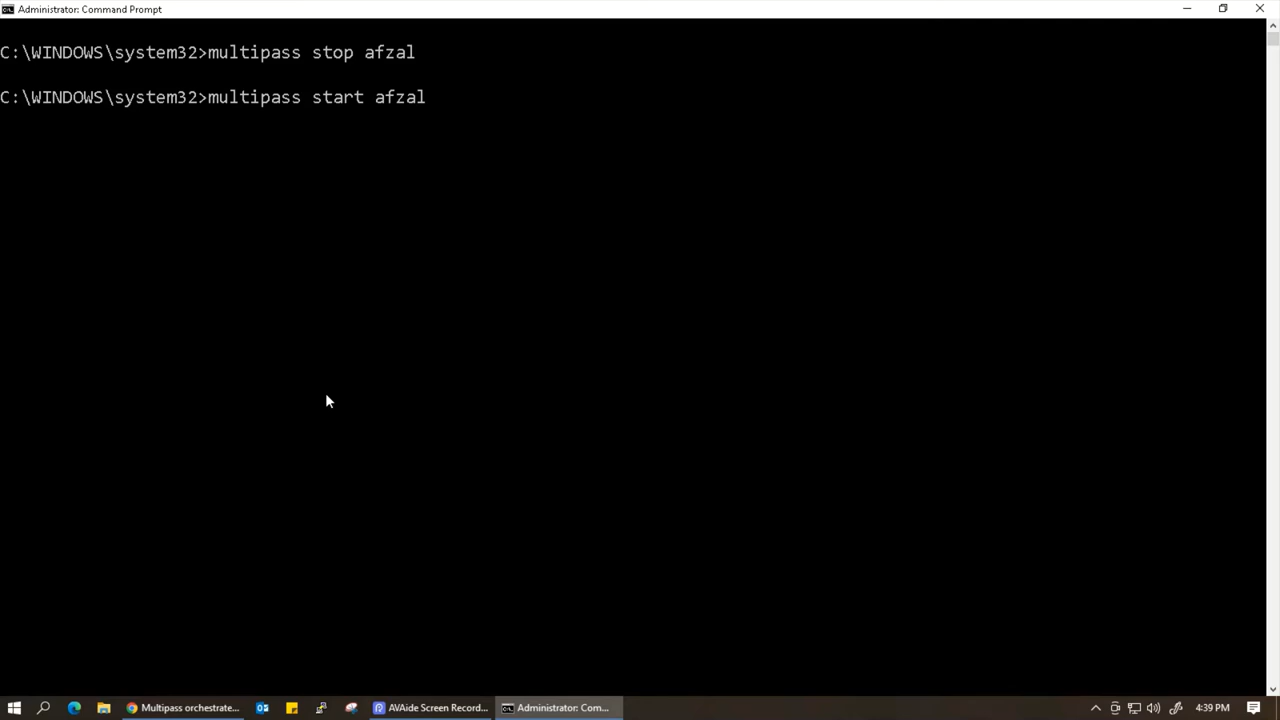 Administrator: Command Prompt
C:\WINDOWS\system32>multipass stop afzal
C:\WINDOWS\system32>multipass start afzal
Multipass orchestrate...
AVAide Screen Record...
Administrator: Com...
4:39 PM